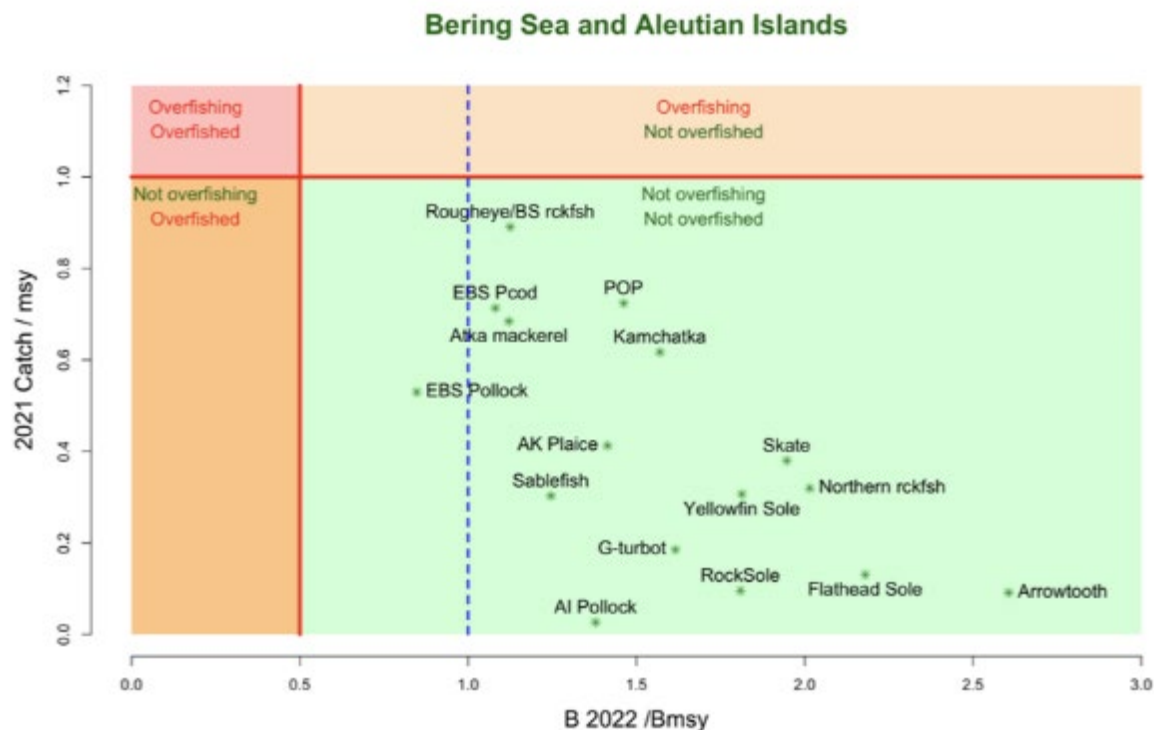 Bering Sea and Aleutian Islands
1.2
Overfishing
Overfished
Overfishing
Not overfished
1.0
Not overfishing
Overfished
Not overfishing
Not overfished
Rougheye/BS rckfsh
0.8
EBS Pcod
POP
Atka mackerel
Kamchatka
0.6
2021 Catch / msy
EBS Pollock
0.4
AK Plaice
Skate
Sablefish
Northern rckfsh
Yellowfin Sole
0.2
G-turbot
RockSole
Flathead Sole
Arrowtooth
AI Pollock
0.0
0.0
0.5
1.0
1.5
2.0
2.5
3.0
B 2022 /Bmsy